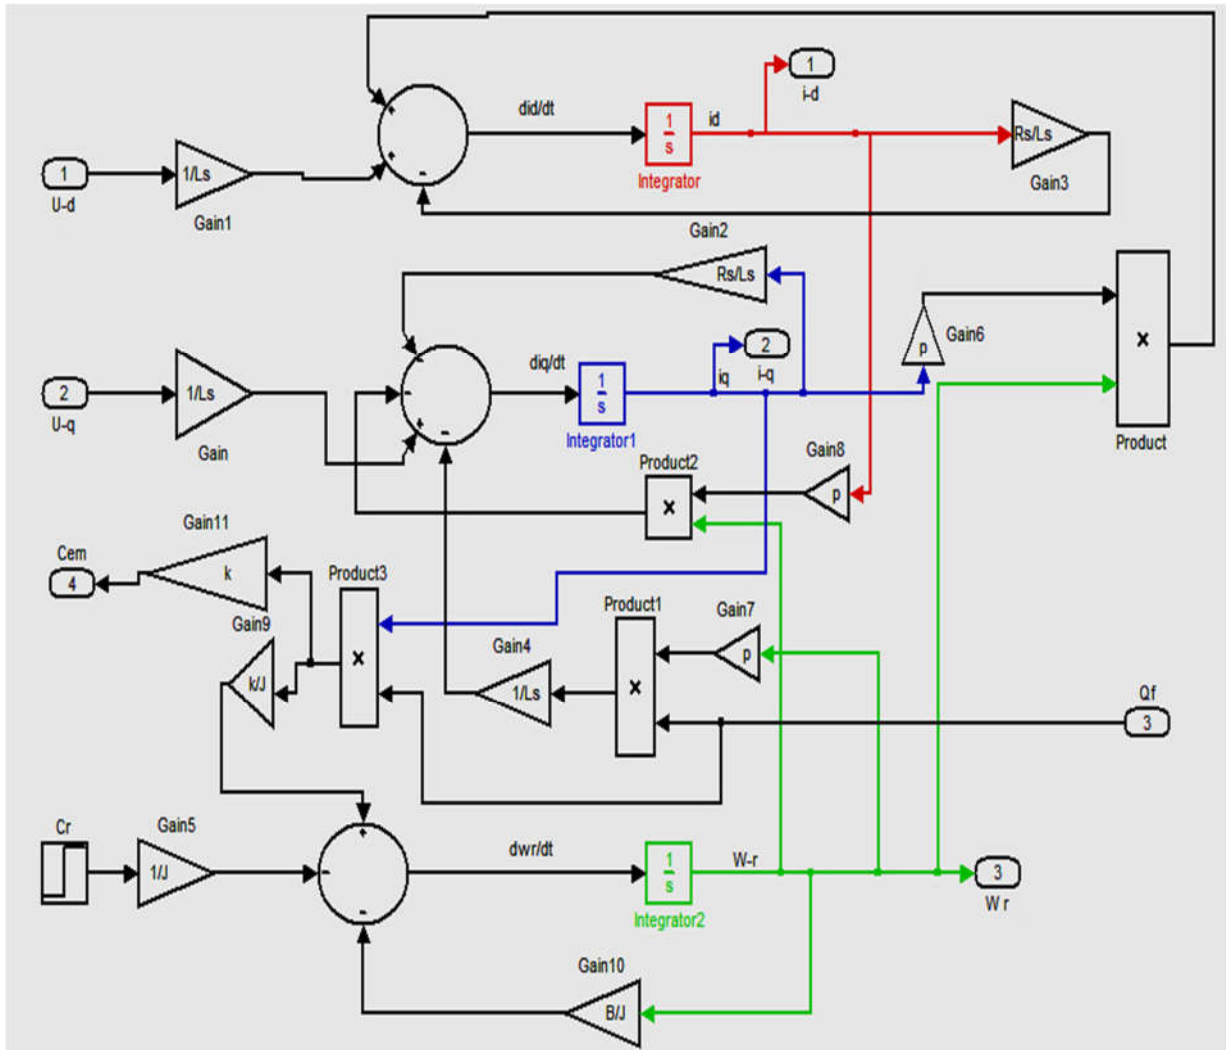 1
i-d
did/dt
+
1
s
id
Rs/Ls
1
1/Ls
+
-
Integrator
Gain3
U-d
Gain1
Gain2
Rs/Ls
Gain6
×
2
p
diq/dt
1
s
iq
i-q
2
1/Ls
-
-
+
-
U-q
Gain
Integrator1
Product
Gain8
Product2
p
×
Gain11
Cem
4
k
Product3
Product1
Gain7
Gain9
Gain4
p
×
k/J
1/Ls
×
Qf
3
Cr
Gain5
+
dwr/dt
1
s
W-r
1/J
-
3
-
Integrator2
W r
Gain10
B/J